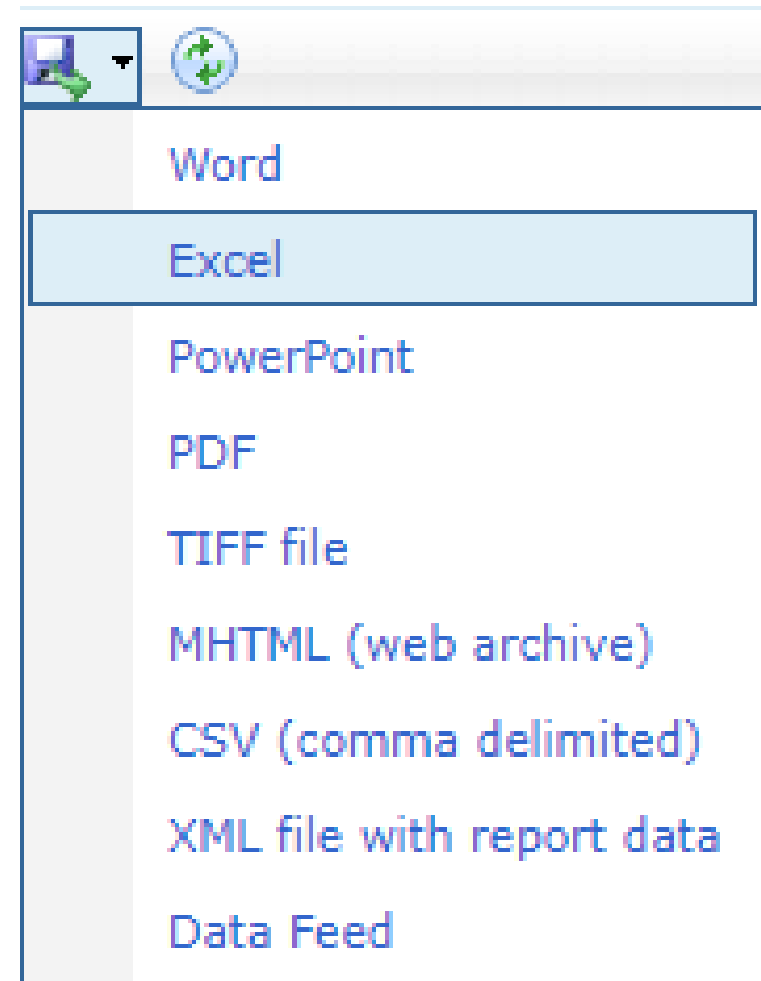 Word
Excel
PowerPoint
PDF
TIFF file
MHTML (web archive)
CSV (comma delimited)
XML file with report data
Data Feed